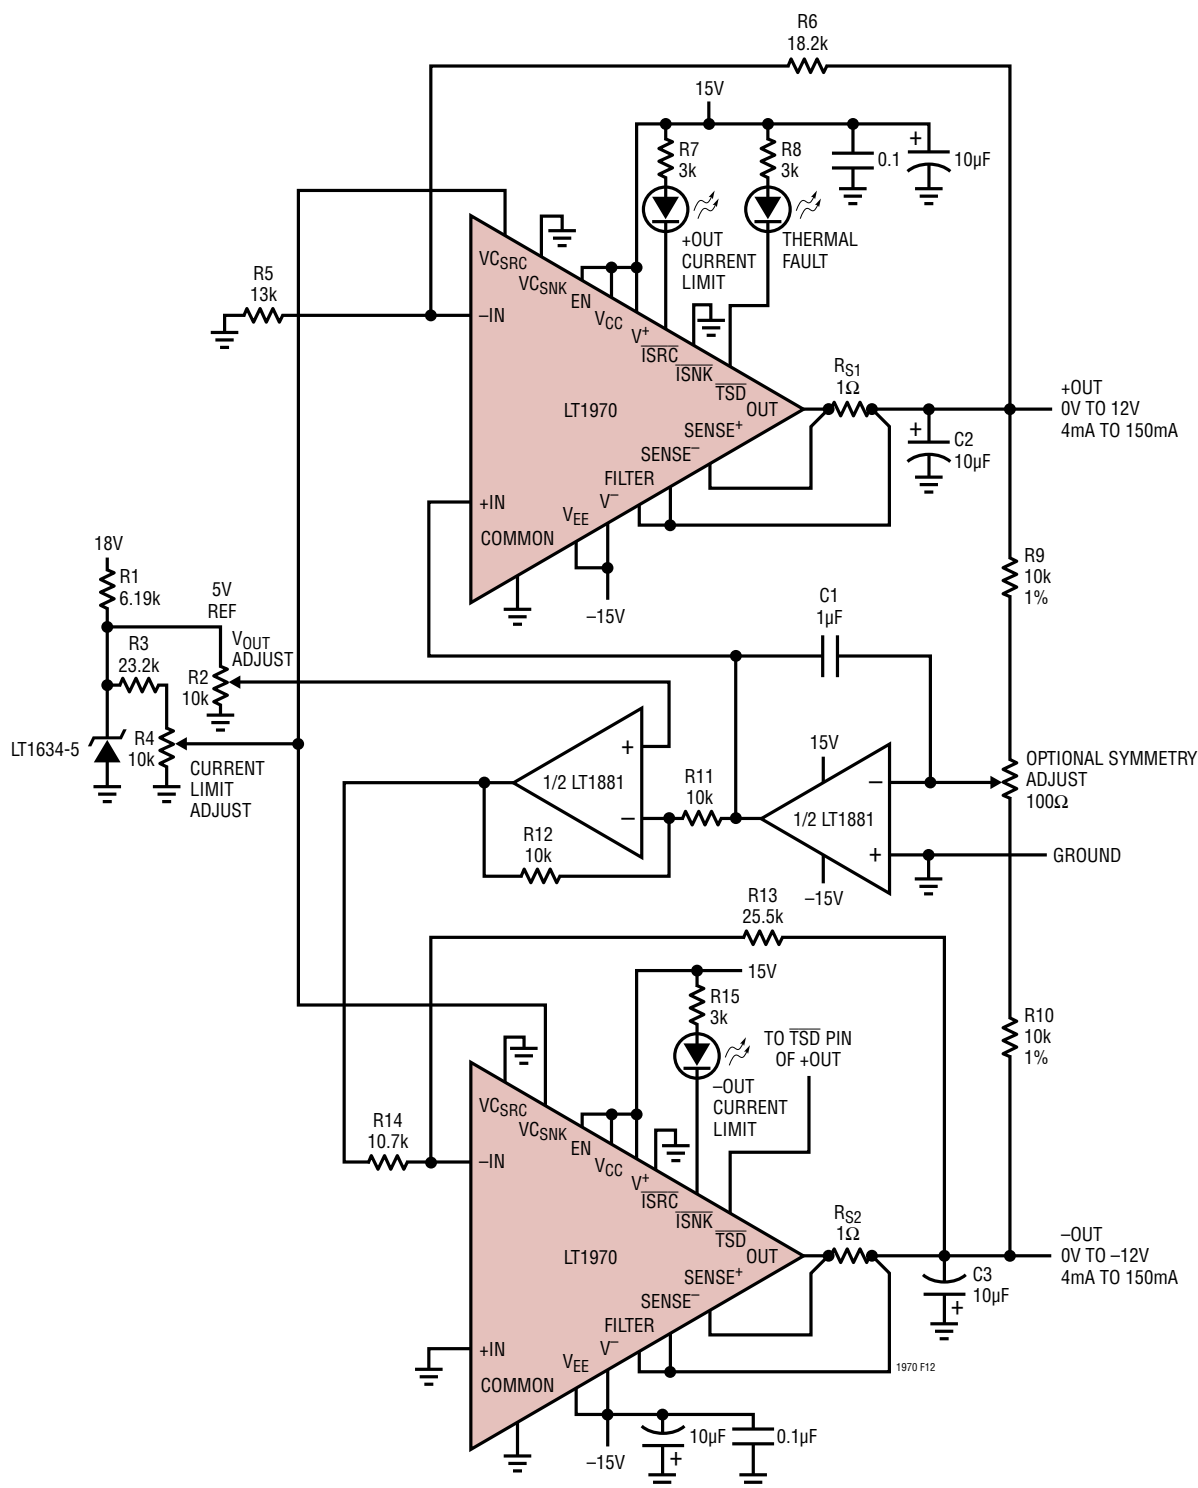 R6
18.2k
15V
R7
3k
R8
3k
0.1
+
10µF
+OUT
CURRENT
LIMIT
THERMAL
FAULT
VCSRC
VCSNK
EN
VCC
V+
ISRC
ISNK
TSD
OUT
R5
13k
–IN
LT1970
RS1
1Ω
+OUT
0V TO 12V
4mA TO 150mA
SENSE+
SENSE–
FILTER
V–
VEE
+IN
COMMON
+
C2
10µF
–15V
18V
R1
6.19k
5V
REF
R3
23.2k
VOUT
ADJUST
R2
10k
LT1634-5
R4
10k
CURRENT
LIMIT
ADJUST
C1
1µF
R9
10k
1%
+
1/2 LT1881
–
R11
10k
R12
10k
15V
–
1/2 LT1881
+
–15V
OPTIONAL SYMMETRY
ADJUST
100Ω
GROUND
R13
25.5k
15V
R15
3k
TO TSD PIN
OF +OUT
–OUT
CURRENT
LIMIT
R10
10k
1%
R14
10.7k
VCSRC
VCSNK
EN
VCC
V+
ISRC
ISNK
TSD
OUT
–IN
LT1970
RS2
1Ω
–OUT
0V TO –12V
4mA TO 150mA
SENSE+
SENSE–
FILTER
V–
VEE
+IN
COMMON
C3
10µF
+
1970 F12
10µF
+
0.1µF
–15V